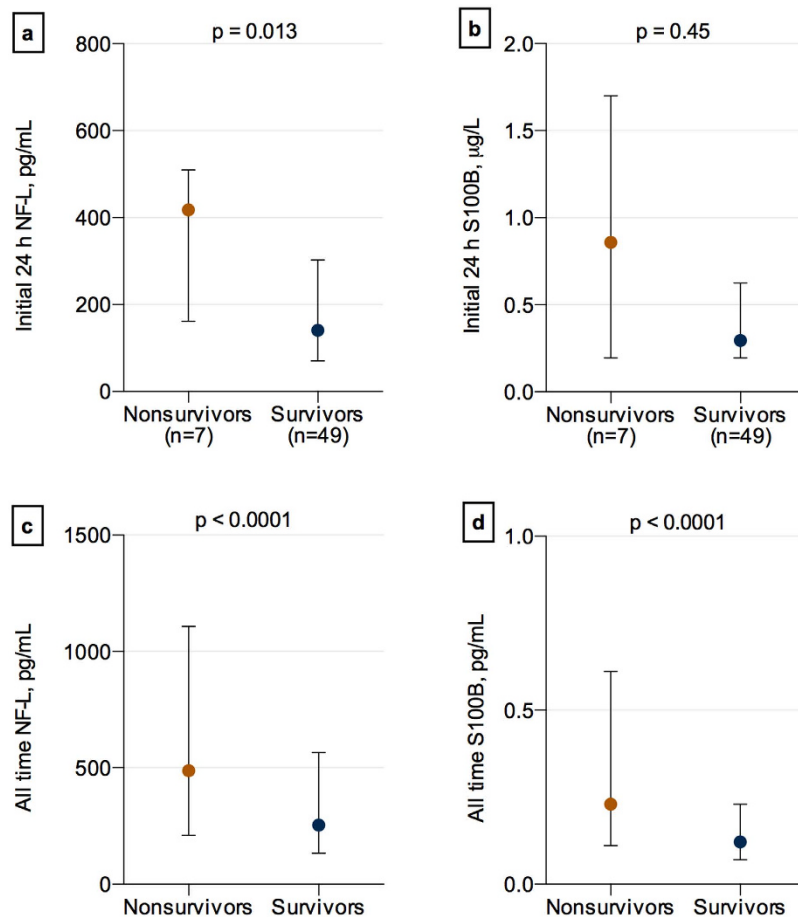 a
p = 0.013
800
600
400
200
0
Initial 24 h NF-L, pg/mL
Nonsurvivors
(n=7)
Survivors
(n=49)
b
p = 0.45
2.0
1.5
1.0
0.5
0.0
Initial 24 h S100B, μg/L
Nonsurvivors
(n=7)
Survivors
(n=49)
c
p < 0.0001
1500
1000
500
0
All time NF-L, pg/mL
Nonsurvivors
Survivors
d
p < 0.0001
1.0
0.5
0.0
All time S100B, pg/mL
Nonsurvivors
Survivors